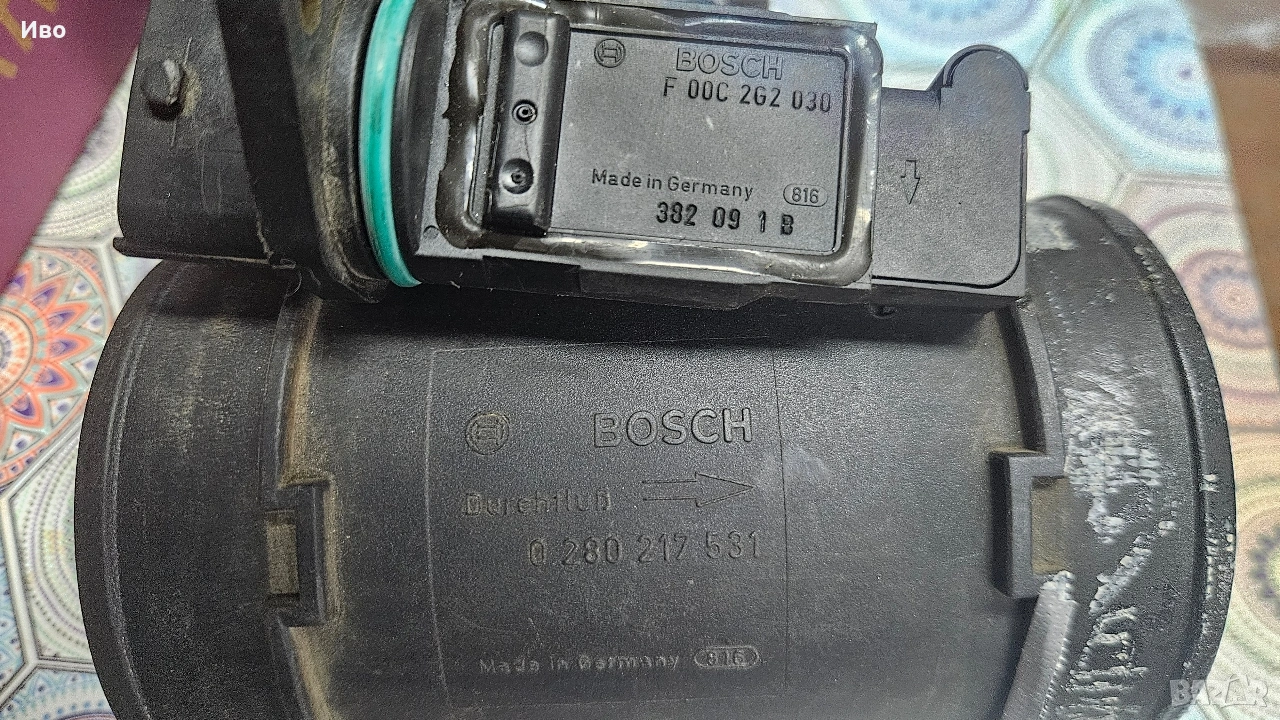 Иво
BOSCH
F 00C 2G2 030
Made in Germany 816
382 09 1 B
BOSCH
Durchfluß
0 280 217 531
Made in Germany 816
BAZAR